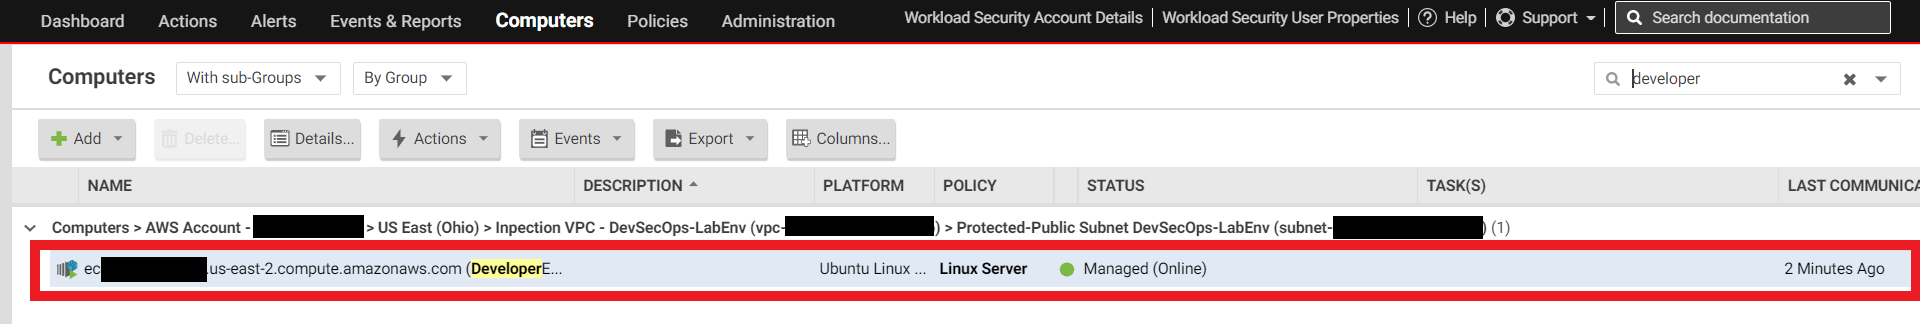 Dashboard Actions Alerts Events & Reports Computers Policies Administration Workload Security Account Details Workload Security User Properties Help Support Search documentation
Computers With sub-Groups By Group developer
Add Delete... Details... Actions Events Export Columns...
NAME DESCRIPTION PLATFORM POLICY STATUS TASK(S) LAST COMMUNICA
Computers > AWS Account - > US East (Ohio) > Inpection VPC - DevSecOps-LabEnv (vpc- ) > Protected-Public Subnet DevSecOps-LabEnv (subnet- ) (1)
ec .us-east-2.compute.amazonaws.com (DeveloperE... Ubuntu Linux ... Linux Server Managed (Online) 2 Minutes Ago